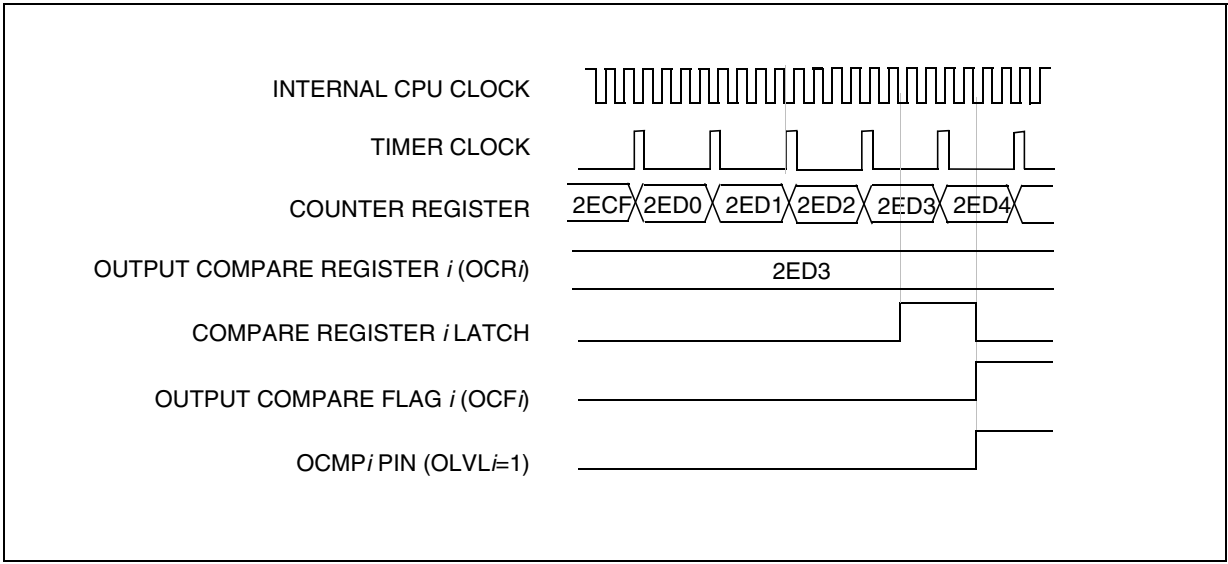 INTERNAL CPU CLOCK
TIMER CLOCK
COUNTER REGISTER 2ECF 2ED0 2ED1 2ED2 2ED3 2ED4
OUTPUT COMPARE REGISTER i (OCRi) 2ED3
COMPARE REGISTER i LATCH
OUTPUT COMPARE FLAG i (OCFi)
OCMPi PIN (OLVLi=1)